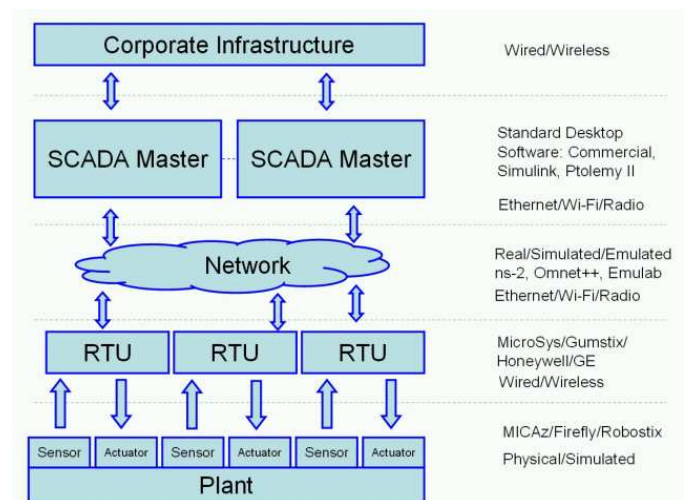 Corporate Infrastructure
Wired/Wireless
SCADA Master
SCADA Master
Standard Desktop
Software: Commercial,
Simulink, Ptolemy II
Ethernet/Wi-Fi/Radio
Network
Real/Simulated/Emulated
ns-2, Omnet++, Emulab
Ethernet/Wi-Fi/Radio
RTU
RTU
RTU
MicroSys/Gumstix/
Honeywell/GE
Wired/Wireless
Sensor
Actuator
Sensor
Actuator
Sensor
Actuator
MICAz/Firefly/Robostix
Physical/Simulated
Plant